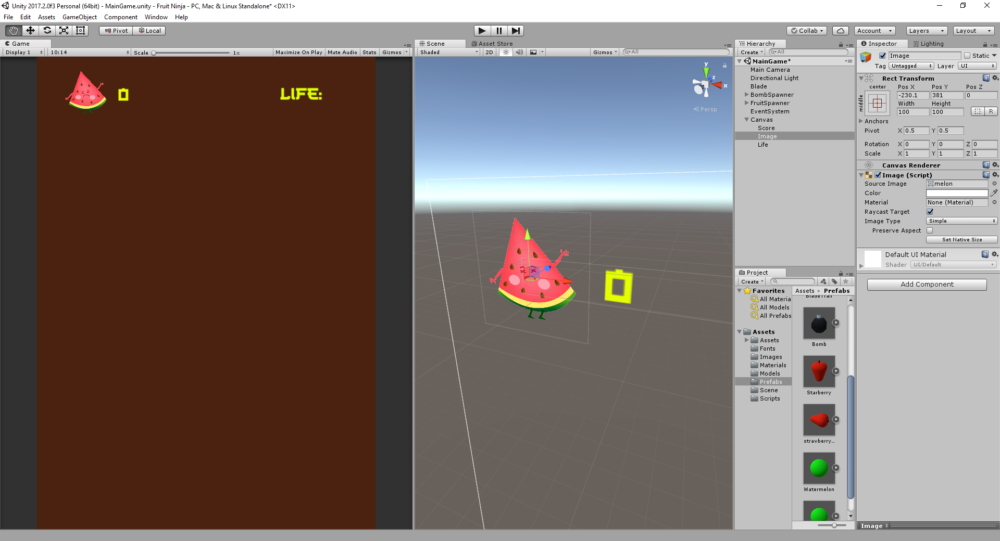 Unity 2017.2.0f3 Personal (64bit) - MainGame.unity - Fruit Ninja - PC, Mac & Linux Standalone* <DX11>
File Edit Assets GameObject Component Window Help
Pivot Local Collab Account Layers Layout
Game
Display 1 10:14 Scale 1x Maximize On Play Mute Audio Stats Gizmos
0 LIFE:
Scene Asset Store
Shaded 2D Gizmos All
y z x
Persp
0
Hierarchy
Create All
MainGame*
Main Camera
Directional Light
Blade
BombSpawner
FruitSpawner
EventSystem
Canvas
Score
Image
Life
Project
Create
Favorites
All Materia
All Models
All Prefabs
Assets
Assets
Fonts
Images
Materials
Models
Prefabs
Scene
Scripts
Assets Prefabs
BladeTrail
Bomb
Starberry
strawberry...
Watermelon
Inspector Lighting
Image Static
Tag Untagged Layer UI
Rect Transform
center Pos X Pos Y Pos Z
middle -230.1 381 0
Width Height
100 100 R
Anchors
Pivot X 0.5 Y 0.5
Rotation X 0 Y 0 Z 0
Scale X 1 Y 1 Z 1
Canvas Renderer
Image (Script)
Source Image melon
Color
Material None (Material)
Raycast Target
Image Type Simple
Preserve Aspect
Set Native Size
Default UI Material
Shader UI/Default
Add Component
Image